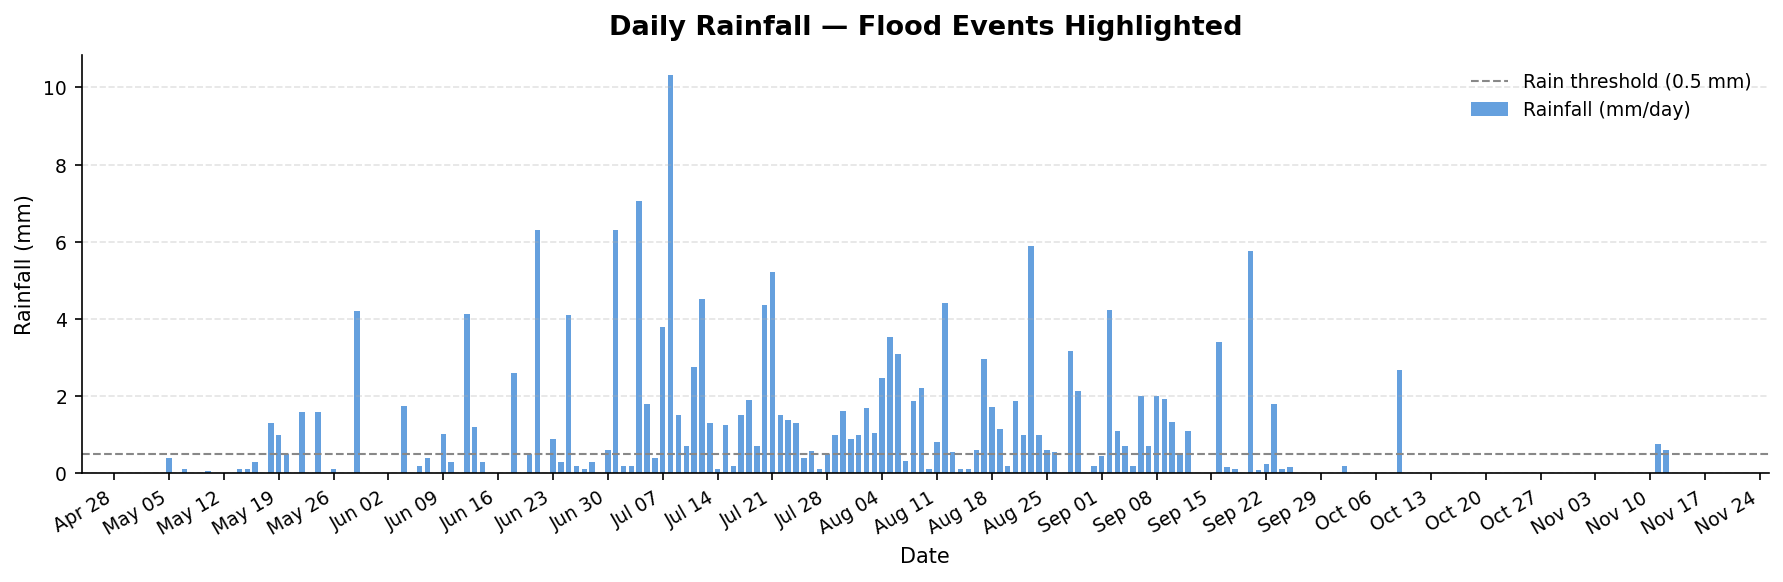 Daily Rainfall — Flood Events Highlighted
Rain threshold (0.5 mm)
Rainfall (mm/day)
Rainfall (mm)
10
8
6
4
2
0
Apr 28
May 05
May 12
May 19
May 26
Jun 02
Jun 09
Jun 16
Jun 23
Jun 30
Jul 07
Jul 14
Jul 21
Jul 28
Aug 04
Aug 11
Aug 18
Aug 25
Sep 01
Sep 08
Sep 15
Sep 22
Sep 29
Oct 06
Oct 13
Oct 20
Oct 27
Nov 03
Nov 10
Nov 17
Nov 24
Date